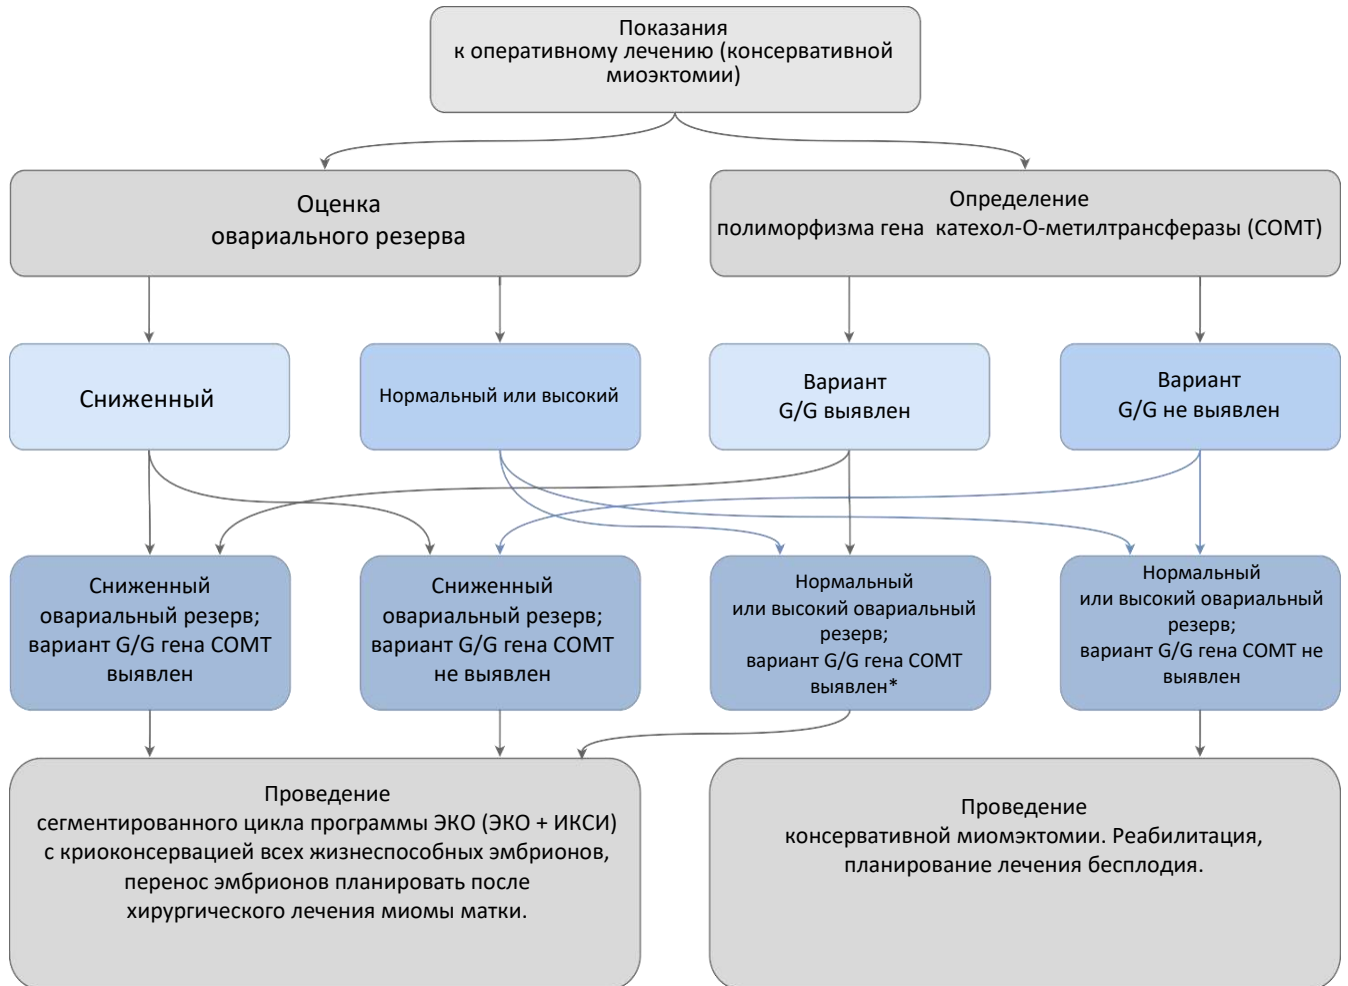 Показания
к оперативному лечению (консервативной
миоэктомии)
Оценка
овариального резерва
Определение
полиморфизма гена катехол-О-метилтрансферазы (COMT)
Сниженный
Нормальный или высокий
Вариант
G/G выявлен
Вариант
G/G не выявлен
Сниженный
овариальный резерв;
вариант G/G гена COMT
выявлен
Сниженный
овариальный резерв;
вариант G/G гена COMT
не выявлен
Нормальный
или высокий овариальный
резерв;
вариант G/G гена COMT
выявлен*
Нормальный
или высокий овариальный
резерв;
вариант G/G гена COMT не
выявлен
Проведение
сегментированного цикла программы ЭКО (ЭКО + ИКСИ)
с криоконсервацией всех жизнеспособных эмбрионов,
перенос эмбрионов планировать после
хирургического лечения миомы матки.
Проведение
консервативной миомэктомии. Реабилитация,
планирование лечения бесплодия.